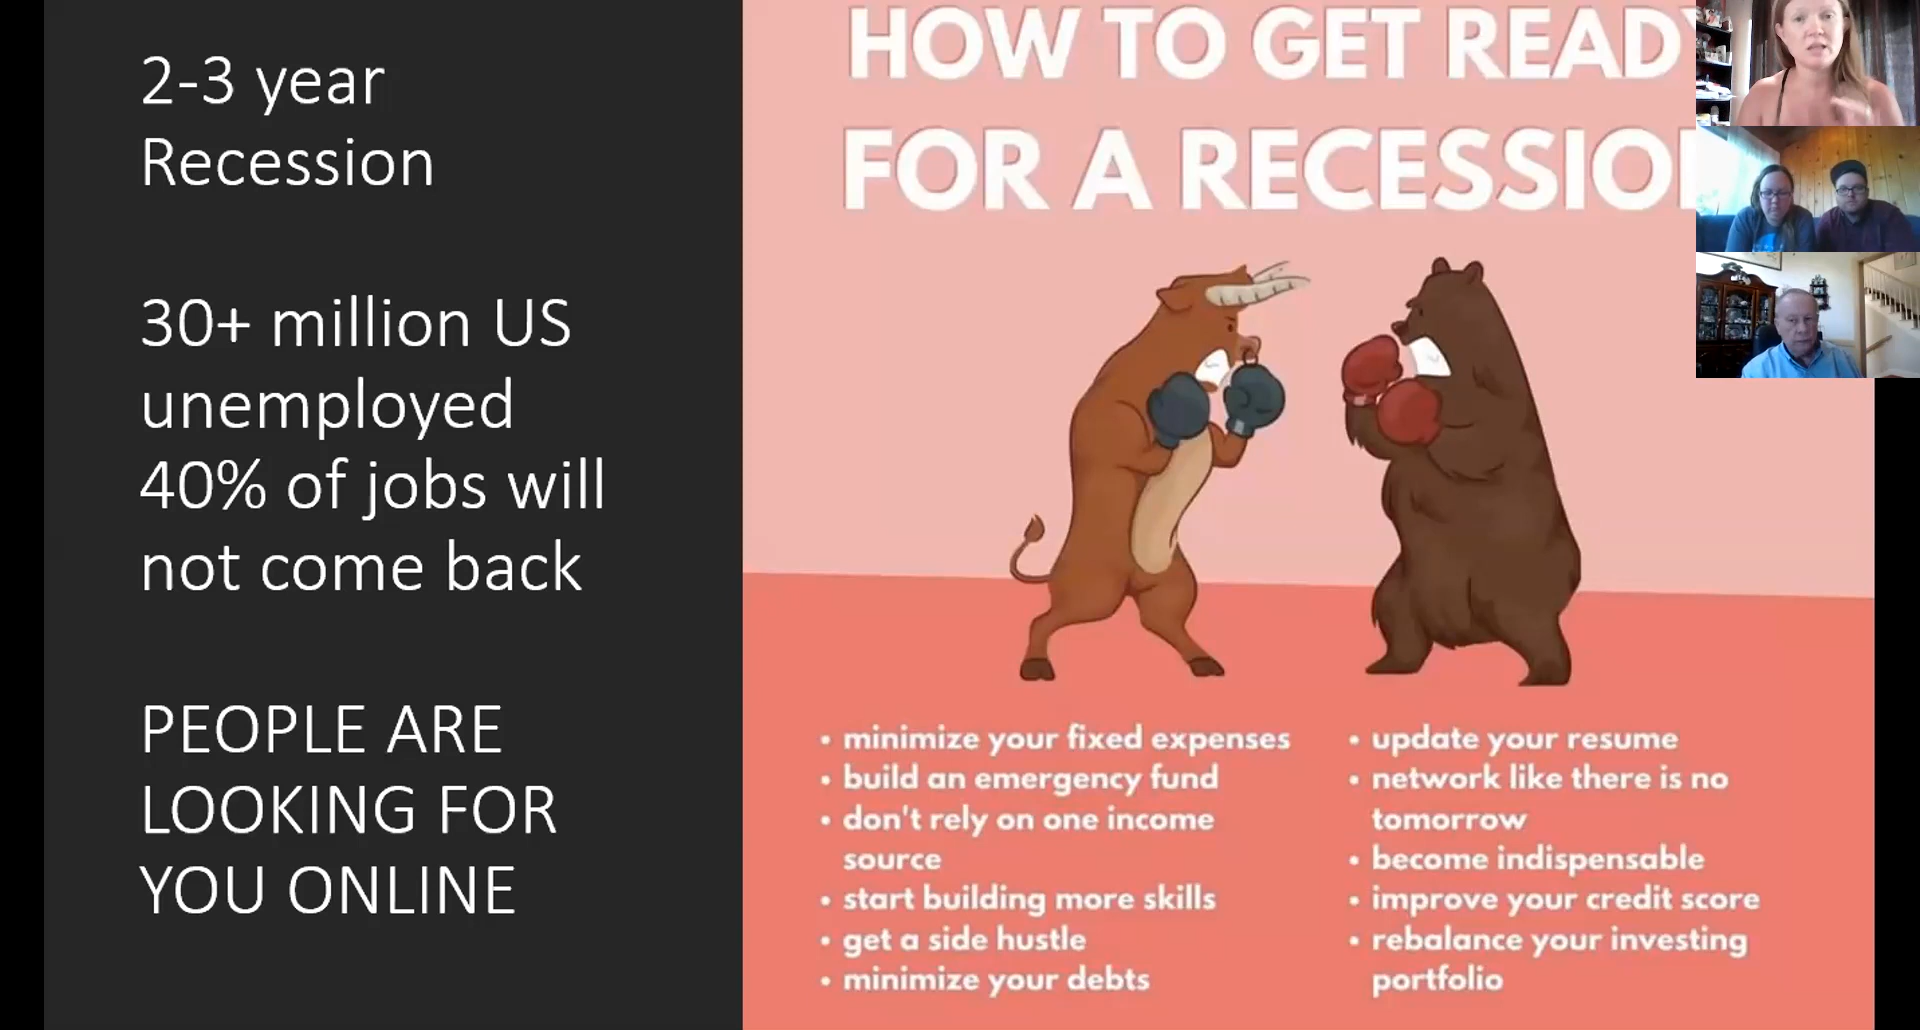 2-3 year
Recession
30+ million US
unemployed
40% of jobs will
not come back
PEOPLE ARE
LOOKING FOR
YOU ONLINE
HOW TO GET READY
FOR A RECESSION
• minimize your fixed expenses
• build an emergency fund
• don't rely on one income
source
• start building more skills
• get a side hustle
• minimize your debts
• update your resume
• network like there is no
tomorrow
• become indispensable
• improve your credit score
• rebalance your investing
portfolio